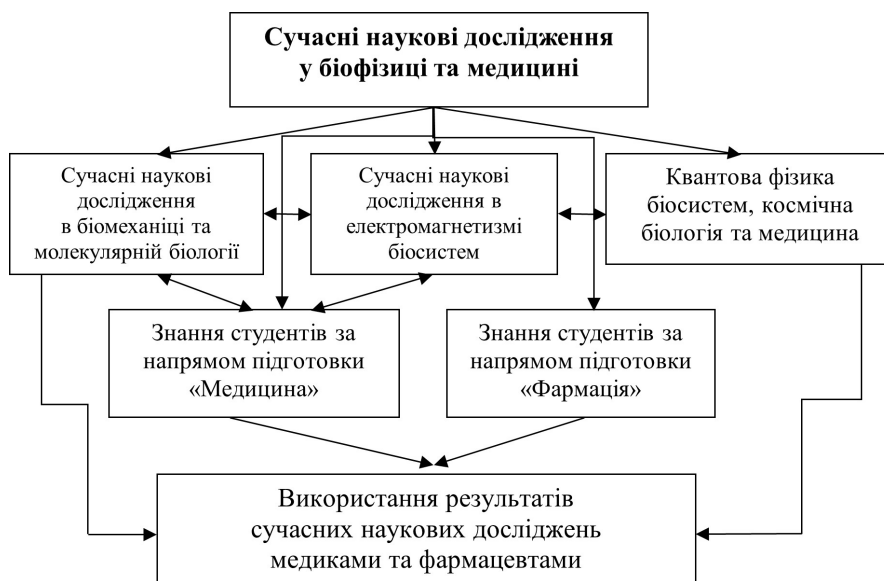 Сучасні наукові дослідження
у біофізиці та медицині
Сучасні наукові
дослідження
в біомеханіці та
молекулярній біології
Сучасні наукові
дослідження в
електромагнетизмі
біосистем
Квантова фізика
біосистем, космічна
біологія та медицина
Знання студентів за
напрямом підготовки
«Медицина»
Знання студентів за
напрямом підготовки
«Фармація»
Використання результатів
сучасних наукових досліджень
медиками та фармацевтами